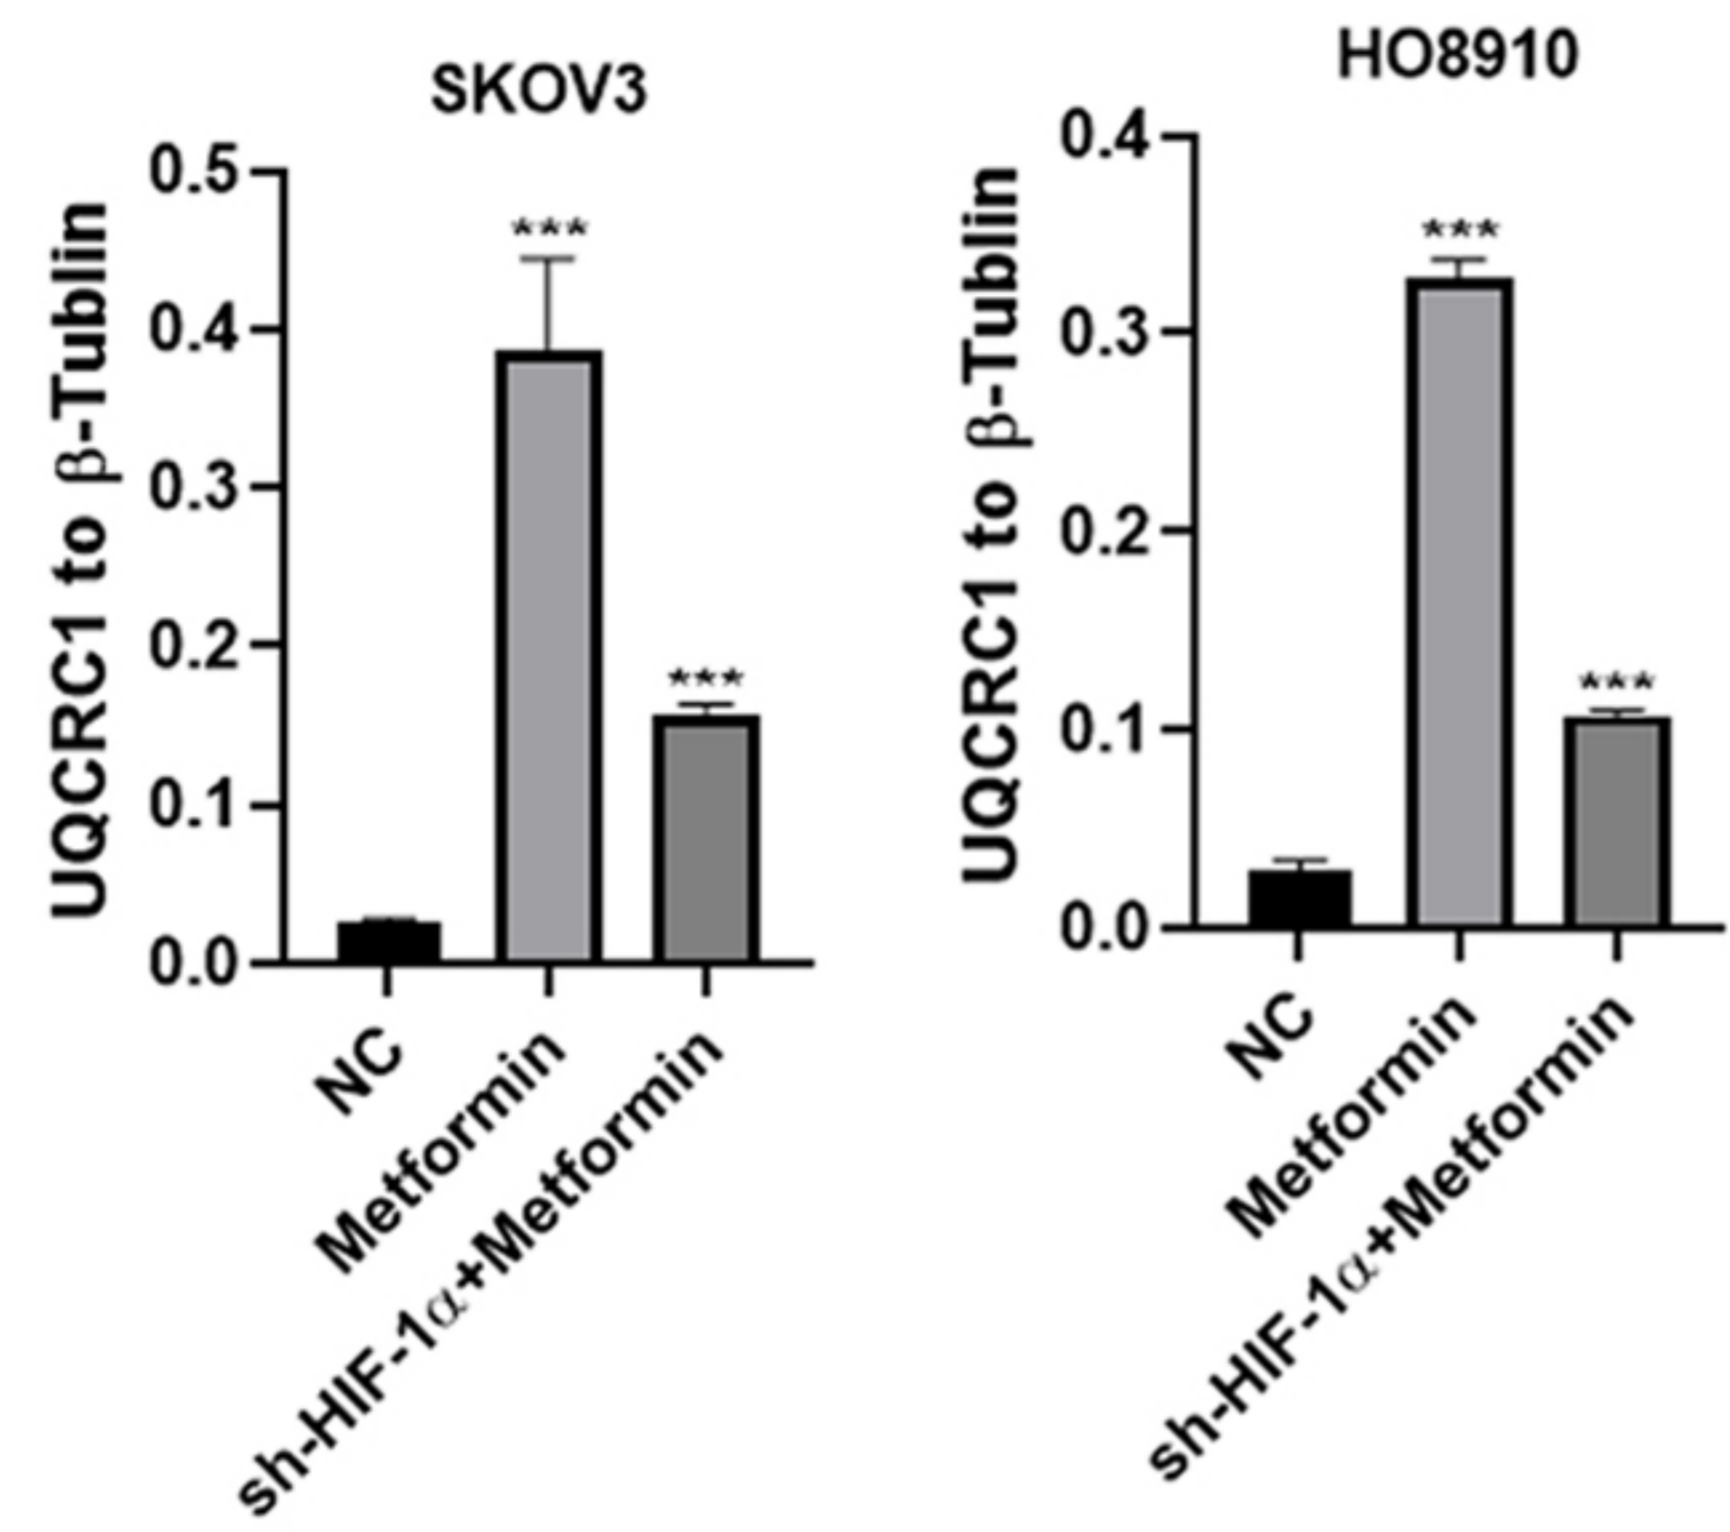 SKOV3
UQCRC1 to β-Tublin
0.5
0.4
0.3
0.2
0.1
0.0
***
***
NC
Metformin
sh-HIF-1α+Metformin
HO8910
UQCRC1 to β-Tublin
0.4
0.3
0.2
0.1
0.0
***
***
NC
Metformin
sh-HIF-1α+Metformin